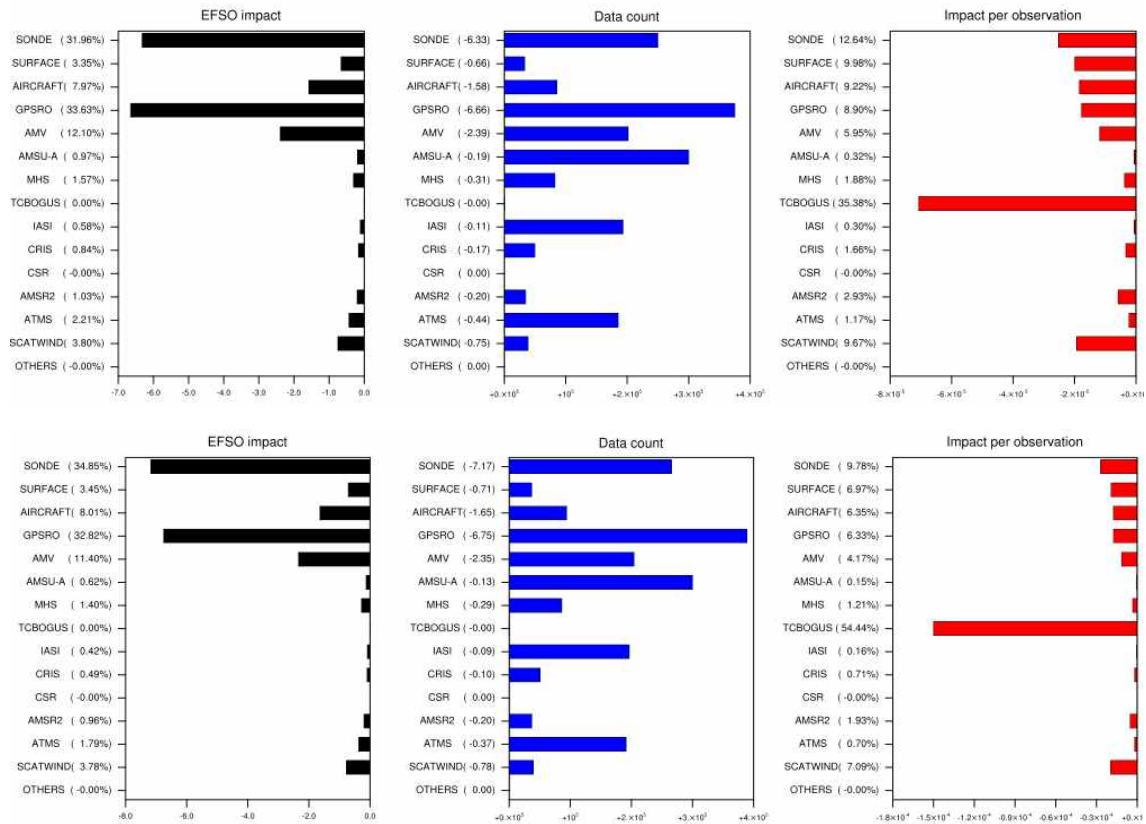 EFSO impact
SONDE ( 31.96%)
SURFACE ( 3.35%)
AIRCRAFT( 7.97%)
GPSRO ( 33.63%)
AMV ( 12.10%)
AMSU-A ( 0.97%)
MHS ( 1.57%)
TCBOGUS ( 0.00%)
IASI ( 0.58%)
CRIS ( 0.84%)
CSR ( -0.00%)
AMSR2 ( 1.03%)
ATMS ( 2.21%)
SCATWIND( 3.80%)
OTHERS ( -0.00%)
-7.0 -6.0 -5.0 -4.0 -3.0 -2.0 -1.0 0.0
Data count
SONDE ( -6.33)
SURFACE ( -0.66)
AIRCRAFT( -1.58)
GPSRO ( -6.66)
AMV ( -2.39)
AMSU-A ( -0.19)
MHS ( -0.31)
TCBOGUS ( -0.00)
IASI ( -0.11)
CRIS ( -0.17)
CSR ( 0.00)
AMSR2 ( -0.20)
ATMS ( -0.44)
SCATWIND( -0.75)
OTHERS ( 0.00)
Impact per observation
SONDE ( 12.64%)
SURFACE ( 9.98%)
AIRCRAFT( 9.22%)
GPSRO ( 8.90%)
AMV ( 5.95%)
AMSU-A ( 0.32%)
MHS ( 1.88%)
TCBOGUS ( 35.38%)
IASI ( 0.30%)
CRIS ( 1.66%)
CSR ( -0.00%)
AMSR2 ( 2.93%)
ATMS ( 1.17%)
SCATWIND( 9.67%)
OTHERS ( -0.00%)
EFSO impact
SONDE ( 34.85%)
SURFACE ( 3.45%)
AIRCRAFT( 8.01%)
GPSRO ( 32.82%)
AMV ( 11.40%)
AMSU-A ( 0.62%)
MHS ( 1.40%)
TCBOGUS ( 0.00%)
IASI ( 0.42%)
CRIS ( 0.49%)
CSR ( -0.00%)
AMSR2 ( 0.96%)
ATMS ( 1.79%)
SCATWIND( 3.78%)
OTHERS ( -0.00%)
-8.0 -6.0 -4.0 -2.0 0.0
Data count
SONDE ( -7.17)
SURFACE ( -0.71)
AIRCRAFT( -1.65)
GPSRO ( -6.75)
AMV ( -2.35)
AMSU-A ( -0.13)
MHS ( -0.29)
TCBOGUS ( -0.00)
IASI ( -0.09)
CRIS ( -0.10)
CSR ( 0.00)
AMSR2 ( -0.20)
ATMS ( -0.37)
SCATWIND( -0.78)
OTHERS ( 0.00)
Impact per observation
SONDE ( 9.78%)
SURFACE ( 6.97%)
AIRCRAFT( 6.35%)
GPSRO ( 6.33%)
AMV ( 4.17%)
AMSU-A ( 0.15%)
MHS ( 1.21%)
TCBOGUS ( 54.44%)
IASI ( 0.16%)
CRIS ( 0.71%)
CSR ( -0.00%)
AMSR2 ( 1.93%)
ATMS ( 0.70%)
SCATWIND( 7.09%)
OTHERS ( -0.00%)